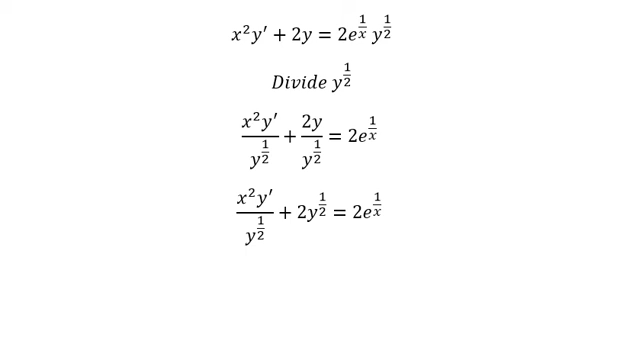 x²y′ + 2y = 2e^(1/x) y^(1/2)
Divide y^(1/2)
x²y′/y^(1/2) + 2y/y^(1/2) = 2e^(1/x)
x²y′/y^(1/2) + 2y^(1/2) = 2e^(1/x)